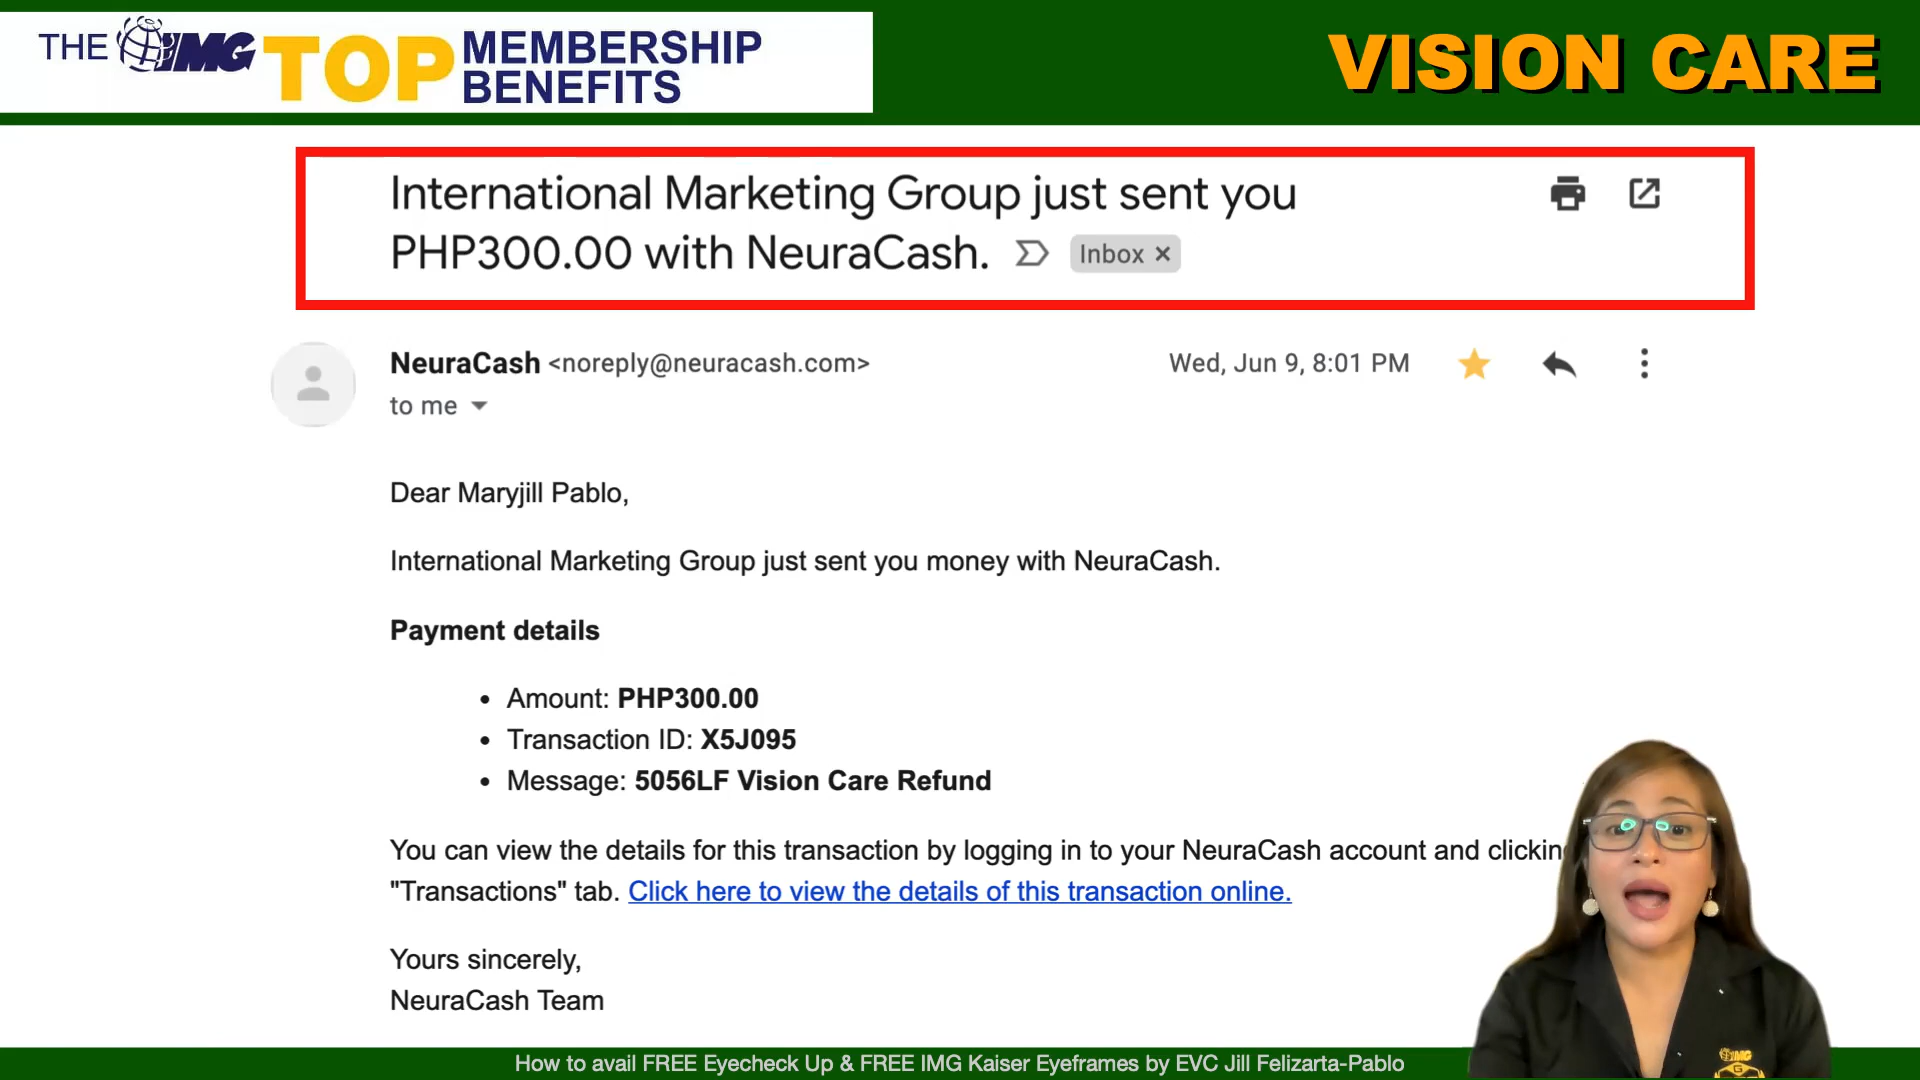 THE IMG TOP MEMBERSHIP BENEFITS
VISION CARE
International Marketing Group just sent you
PHP300.00 with NeuraCash. Inbox ×
NeuraCash <noreply@neuracash.com>
Wed, Jun 9, 8:01 PM
to me
Dear Maryjill Pablo,
International Marketing Group just sent you money with NeuraCash.
Payment details
• Amount: PHP300.00
• Transaction ID: X5J095
• Message: 5056LF Vision Care Refund
You can view the details for this transaction by logging in to your NeuraCash account and clickin
"Transactions" tab. Click here to view the details of this transaction online.
Yours sincerely,
NeuraCash Team
IMG
How to avail FREE Eyecheck Up & FREE IMG Kaiser Eyeframes by EVC Jill Felizarta-Pablo